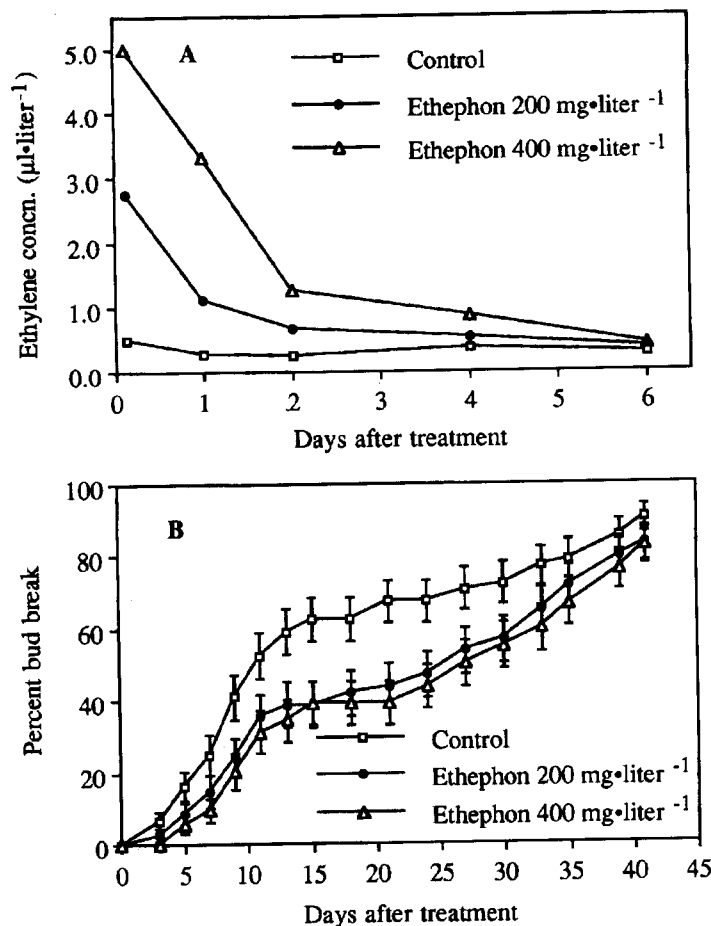 A
Control
Ethephon 200 mg•liter -1
Ethephon 400 mg•liter -1
5.0
4.0
3.0
2.0
1.0
0.0
Ethylene concn. (µl•liter-1)
0 1 2 4 6
Days after treatment
B
100
80
60
40
20
0
Percent bud break
Control
Ethephon 200 mg•liter -1
Ethephon 400 mg•liter -1
0 5 10 15 20 25 30 35 40 45
Days after treatment